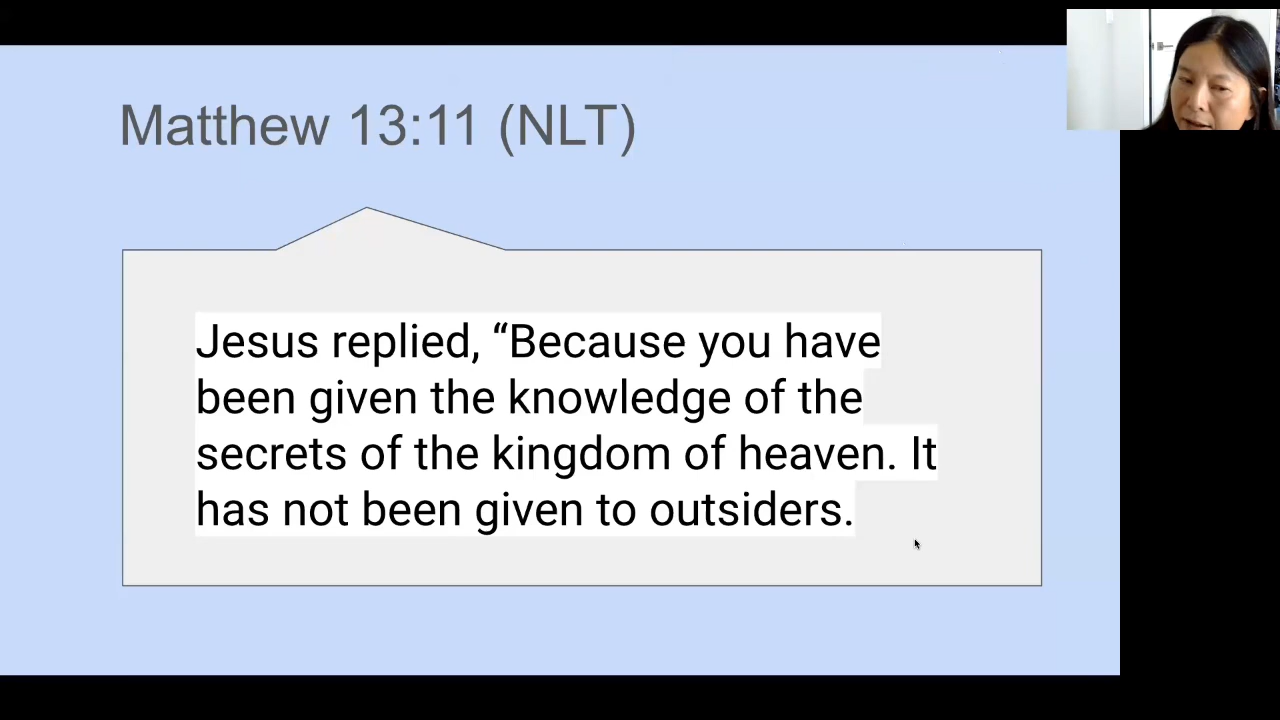 Matthew 13:11 (NLT)
Jesus replied, “Because you have
been given the knowledge of the
secrets of the kingdom of heaven. It
has not been given to outsiders.